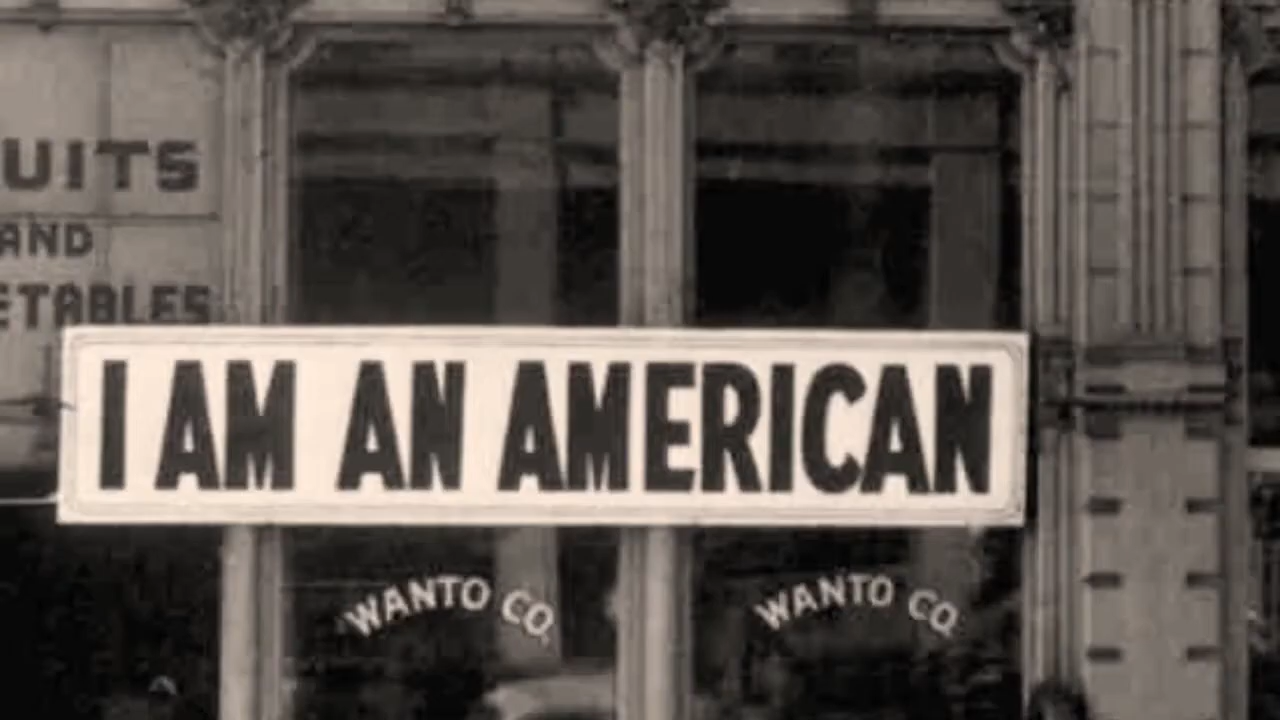 UITS
AND
ETABLES
I AM AN AMERICAN
WANTO CO.
WANTO CO.